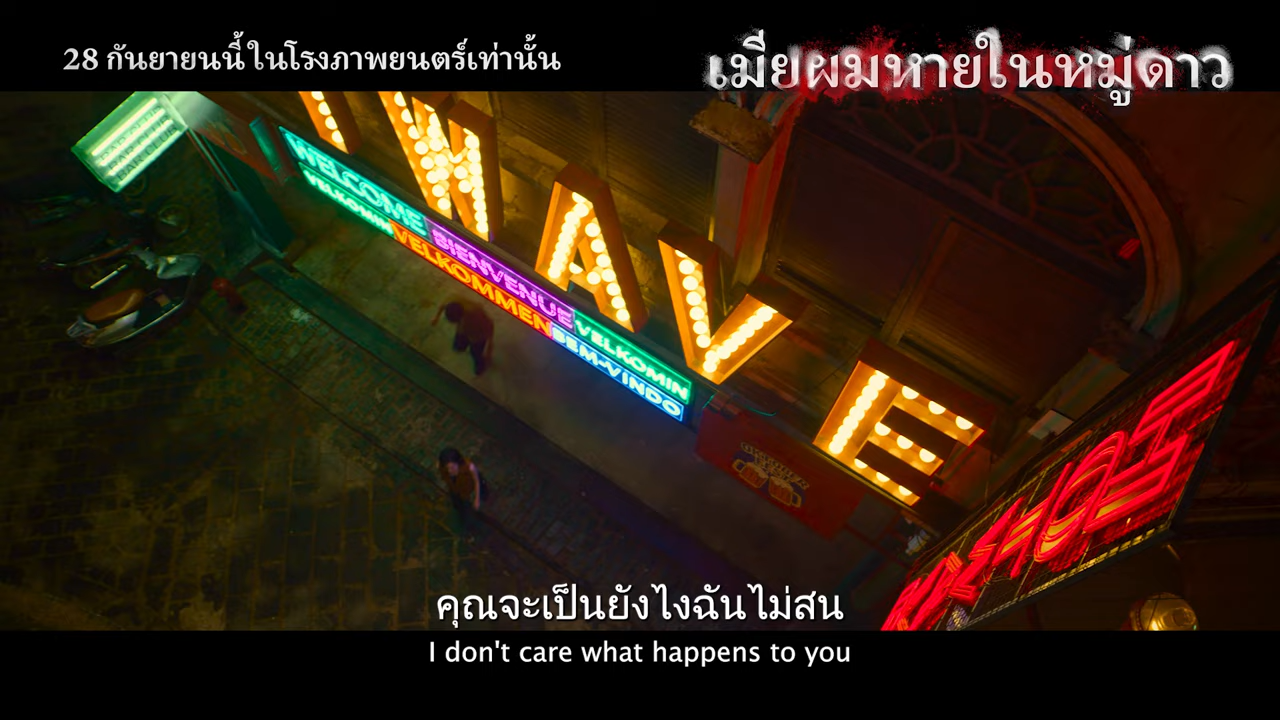 28 กันยายนนี้ ในโรงภาพยนตร์เท่านั้น
เมียผมหายในหมู่ดาว
WAVE
WELCOME BIENVENUE VELKOMIN
VELKOMIN VELKOMMEN BEM-VINDO
คุณจะเป็นยังไงฉันไม่สน
I don't care what happens to you